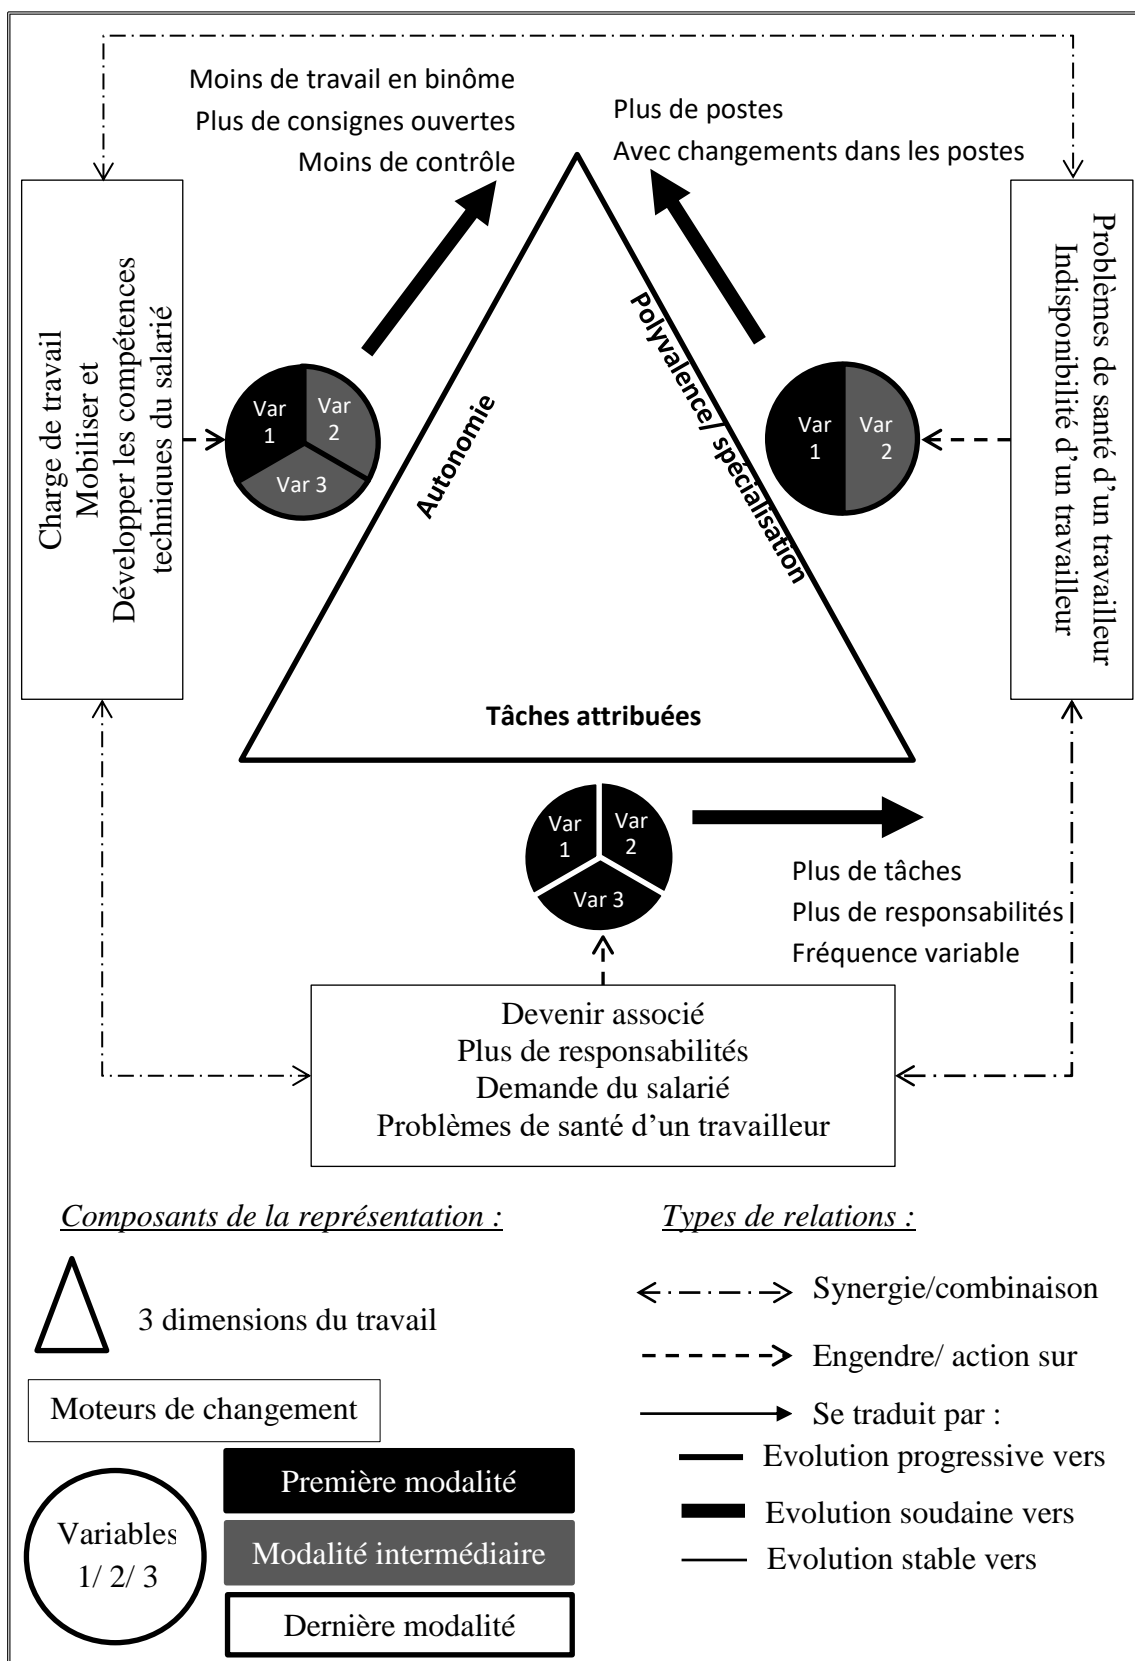 Moins de travail en binôme
Plus de consignes ouvertes
Moins de contrôle
Plus de postes
Avec changements dans les postes
Charge de travail
Mobiliser et
Développer les compétences
techniques du salarié
Var
1
Var
2
Var 3
Autonomie
Polyvalence/ spécialisation
Var
1
Var
2
Problèmes de santé d’un travailleur
Indisponibilité d’un travailleur
Tâches attribuées
Var
1
Var
2
Var 3
Plus de tâches
Plus de responsabilités
Fréquence variable
Devenir associé
Plus de responsabilités
Demande du salarié
Problèmes de santé d’un travailleur
Composants de la représentation :
3 dimensions du travail
Moteurs de changement
Variables
1/ 2/ 3
Première modalité
Modalité intermédiaire
Dernière modalité
Types de relations :
Synergie/combinaison
Engendre/ action sur
Se traduit par :
Evolution progressive vers
Evolution soudaine vers
Evolution stable vers